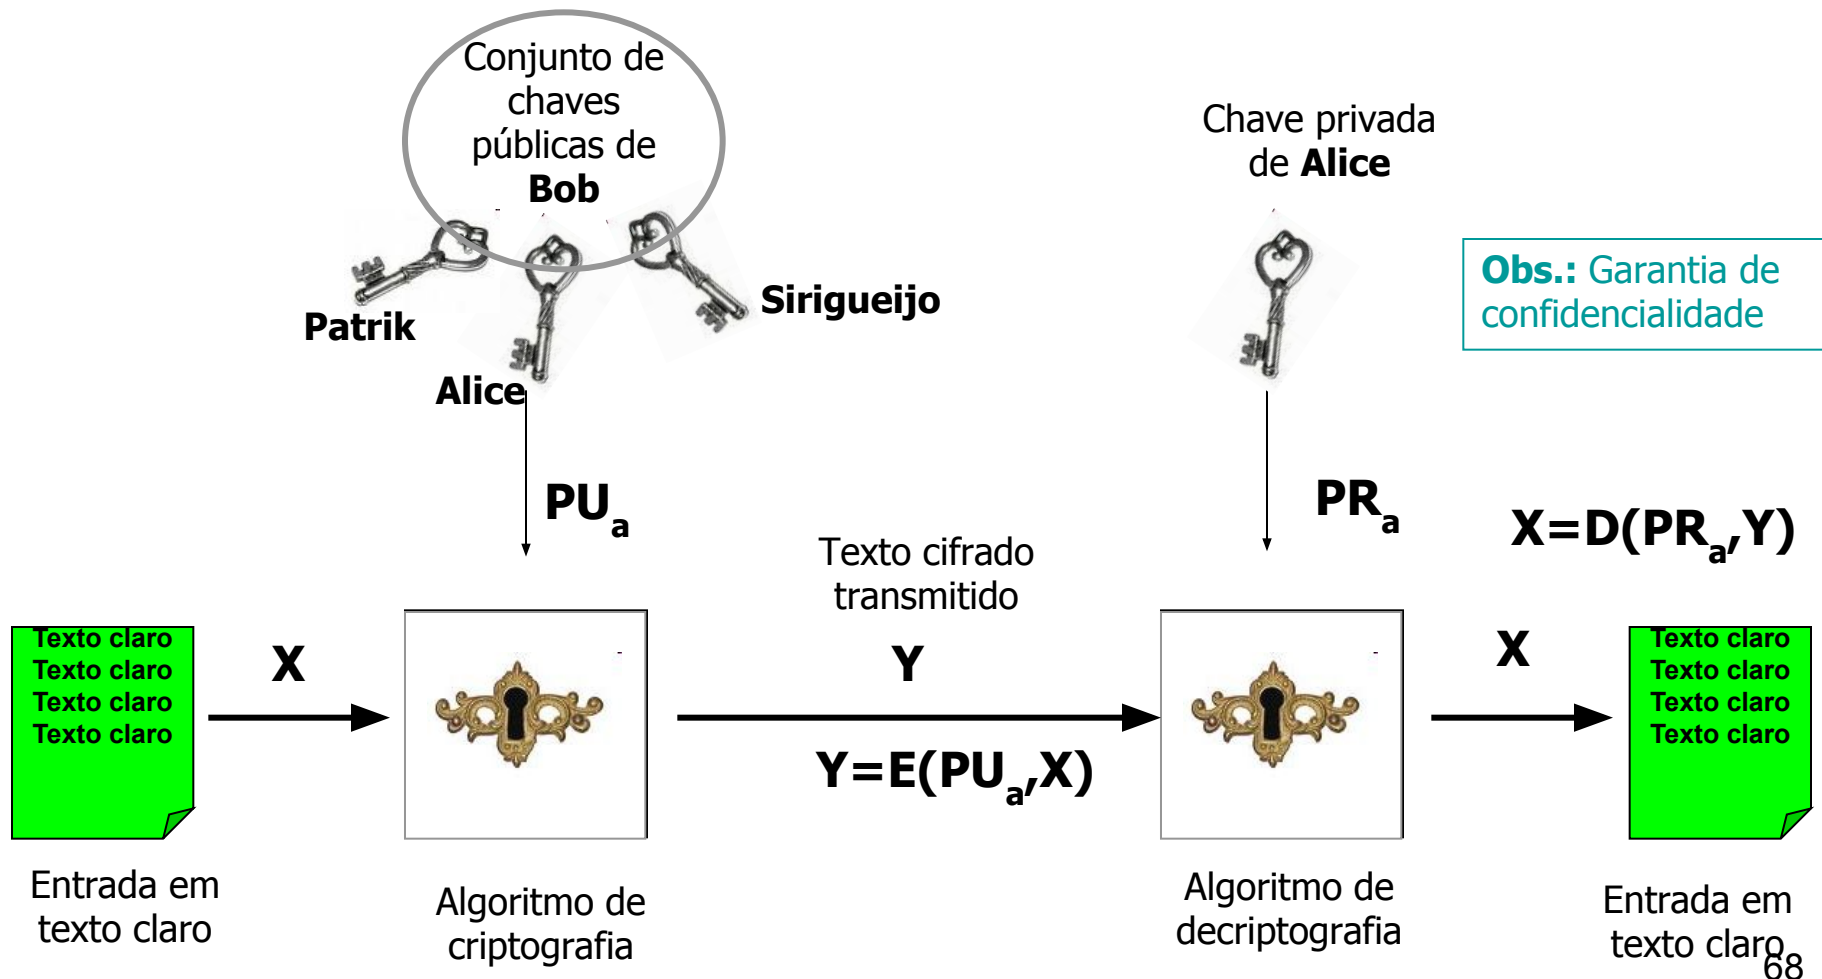 Conjunto de
chaves
públicas de
Bob
Chave privada
de Alice
Obs.: Garantia de
confidencialidade
Patrik
Sirigueijo
Alice
PUa
PRa
X=D(PRa,Y)
Texto cifrado
transmitido
Texto claro
Texto claro
Texto claro
Texto claro
X
Y
X
Texto claro
Texto claro
Texto claro
Texto claro
Y=E(PUa,X)
Entrada em
texto claro
Algoritmo de
criptografia
Algoritmo de
decriptografia
Entrada em
texto claro
68